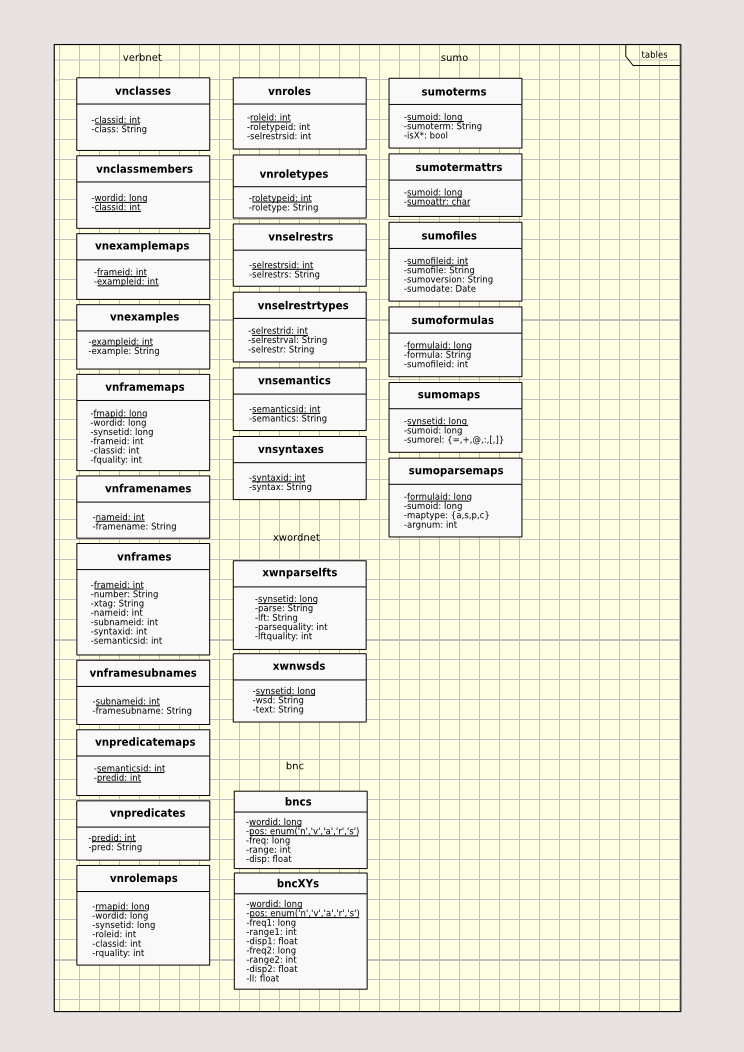 tables
verbnet
vnclasses
-classid: int
-class: String
vnclassmembers
-wordid: long
-classid: int
vnexamplemaps
-frameid: int
-exampleid: int
vnexamples
-exampleid: int
-example: String
vnframemaps
-fmapid: long
-wordid: long
-synsetid: long
-frameid: int
-classid: int
-fquality: int
vnframenames
-nameid: int
-framename: String
vnframes
-frameid: int
-number: String
-xtag: String
-nameid: int
-subnameid: int
-syntaxid: int
-semanticsid: int
vnframesubnames
-subnameid: int
-framesubname: String
vnpredicatemaps
-semanticsid: int
-predid: int
vnpredicates
-predid: int
-pred: String
vnrolemaps
-rmapid: long
-wordid: long
-synsetid: long
-roleid: int
-classid: int
-rquality: int
vnroles
-roleid: int
-roletypeid: int
-selrestrsid: int
vnroletypes
-roletypeid: int
-roletype: String
vnselrestrs
-selrestrsid: int
-selrestrs: String
vnselrestrtypes
-selrestrid: int
-selrestrval: String
-selrestr: String
vnsemantics
-semanticsid: int
-semantics: String
vnsyntaxes
-syntaxid: int
-syntax: String
xwordnet
xwnparselfts
-synsetid: long
-parse: String
-lft: String
-parsequality: int
-lftquality: int
xwnwsds
-synsetid: long
-wsd: String
-text: String
bnc
bncs
-wordid: long
-pos: enum('n','v','a','r','s')
-freq: long
-range: int
-disp: float
bncXYs
-wordid: long
-pos: enum('n','v','a','r','s')
-freq1: long
-range1: int
-disp1: float
-freq2: long
-range2: int
-disp2: float
-ll: float
sumo
sumoterms
-sumoid: long
-sumoterm: String
-isX*: bool
sumotermattrs
-sumoid: long
-sumoattr: char
sumofiles
-sumofileid: int
-sumofile: String
-sumoversion: String
-sumodate: Date
sumoformulas
-formulaid: long
-formula: String
-sumofileid: int
sumomaps
-synsetid: long
-sumoid: long
-sumorel: {=,+,@,:,[,]}
sumoparsemaps
-formulaid: long
-sumoid: long
-maptype: {a,s,p,c}
-argnum: int